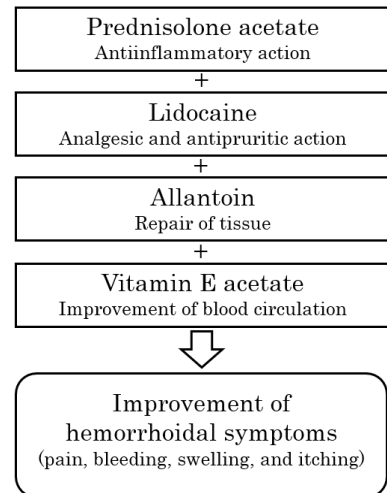 Prednisolone acetate
Antiinflammatory action
+
Lidocaine
Analgesic and antipruritic action
+
Allantoin
Repair of tissue
+
Vitamin E acetate
Improvement of blood circulation
Improvement of
hemorrhoidal symptoms
(pain, bleeding, swelling, and itching)